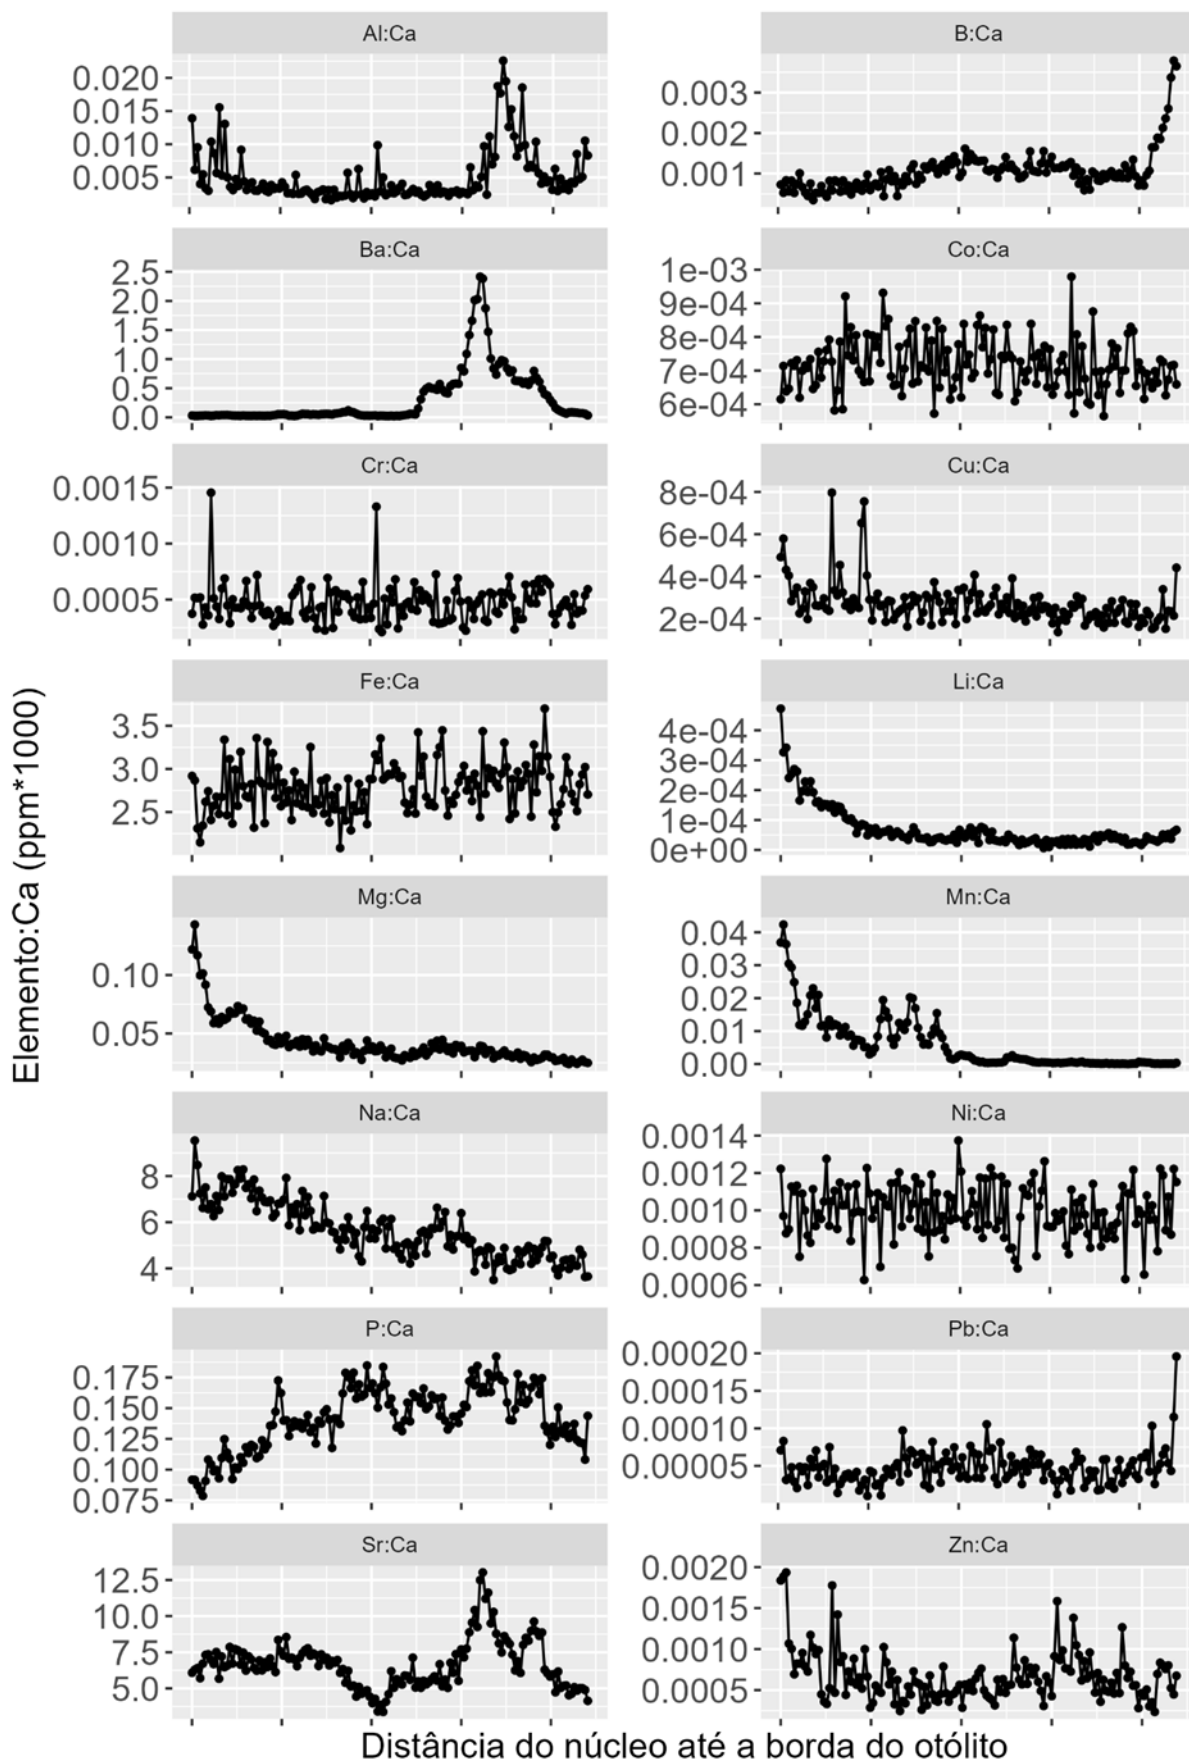 Al:Ca
B:Ca
0.020
0.015
0.010
0.005
0.003
0.002
0.001
Ba:Ca
Co:Ca
2.5
2.0
1.5
1.0
0.5
0.0
1e-03
9e-04
8e-04
7e-04
6e-04
Cr:Ca
Cu:Ca
0.0015
0.0010
0.0005
8e-04
6e-04
4e-04
2e-04
Fe:Ca
Li:Ca
3.5
3.0
2.5
4e-04
3e-04
2e-04
1e-04
0e+00
Elemento:Ca (ppm*1000)
Mg:Ca
Mn:Ca
0.10
0.05
0.04
0.03
0.02
0.01
0.00
Na:Ca
Ni:Ca
8
6
4
0.0014
0.0012
0.0010
0.0008
0.0006
P:Ca
Pb:Ca
0.175
0.150
0.125
0.100
0.075
0.00020
0.00015
0.00010
0.00005
Sr:Ca
Zn:Ca
12.5
10.0
7.5
5.0
0.0020
0.0015
0.0010
0.0005
Distância do núcleo até a borda do otólito